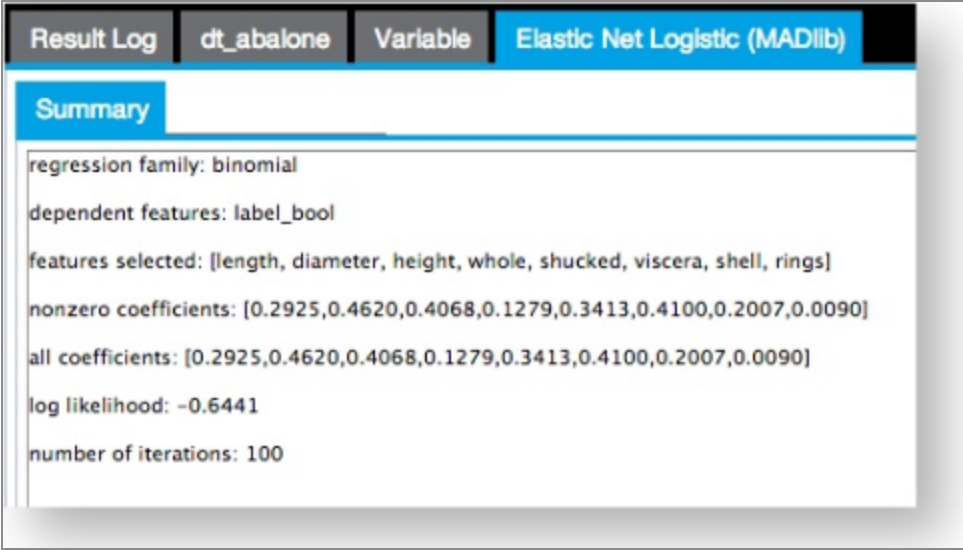 Result Log dt_abalone Variable Elastic Net Logistic (MADlib)
Summary
regression family: binomial
dependent features: label_bool
features selected: [length, diameter, height, whole, shucked, viscera, shell, rings]
nonzero coefficients: [0.2925,0.4620,0.4068,0.1279,0.3413,0.4100,0.2007,0.0090]
all coefficients: [0.2925,0.4620,0.4068,0.1279,0.3413,0.4100,0.2007,0.0090]
log likelihood: -0.6441
number of iterations: 100